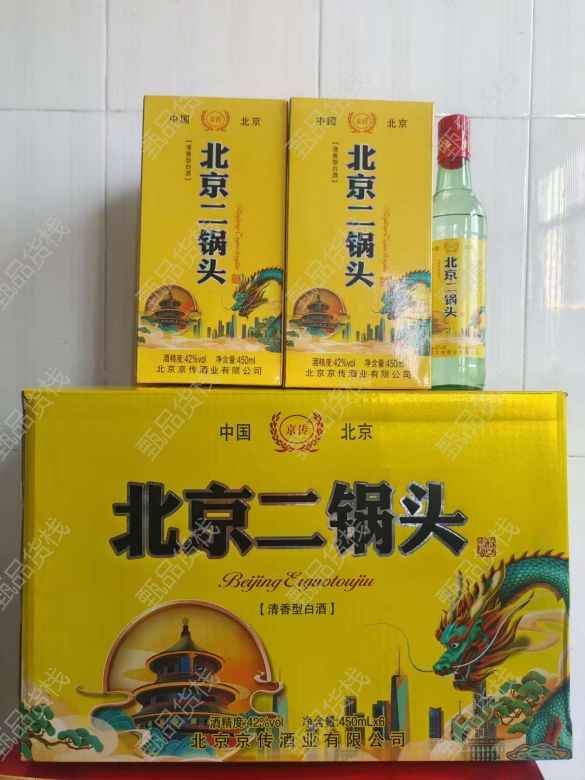 中国 京传 北京
【清香型白酒】
北京二锅头
Beijing Erguotoujiu
酒精度:42%vol 净含量:450ml
北京京传酒业有限公司
中国 京传 北京
【清香型白酒】
北京二锅头
Beijing Erguotoujiu
酒精度:42%vol 净含量:450ml
北京京传酒业有限公司
北京二锅头
中国 京传 北京
北京二锅头
Beijing Erguotoujiu
【清香型白酒】
酒精度:42%vol 净含量:450mLx6
北京京传酒业有限公司
甄品货栈